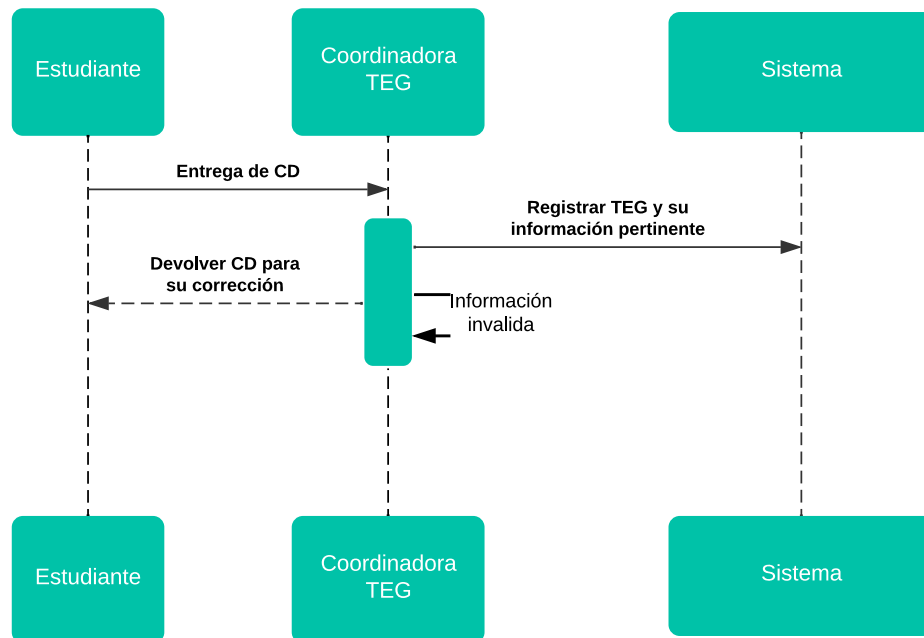 Estudiante
Coordinadora
TEG
Sistema
Entrega de CD
Registrar TEG y su
información pertinente
Devolver CD para
su corrección
Información
invalida
Estudiante
Coordinadora
TEG
Sistema